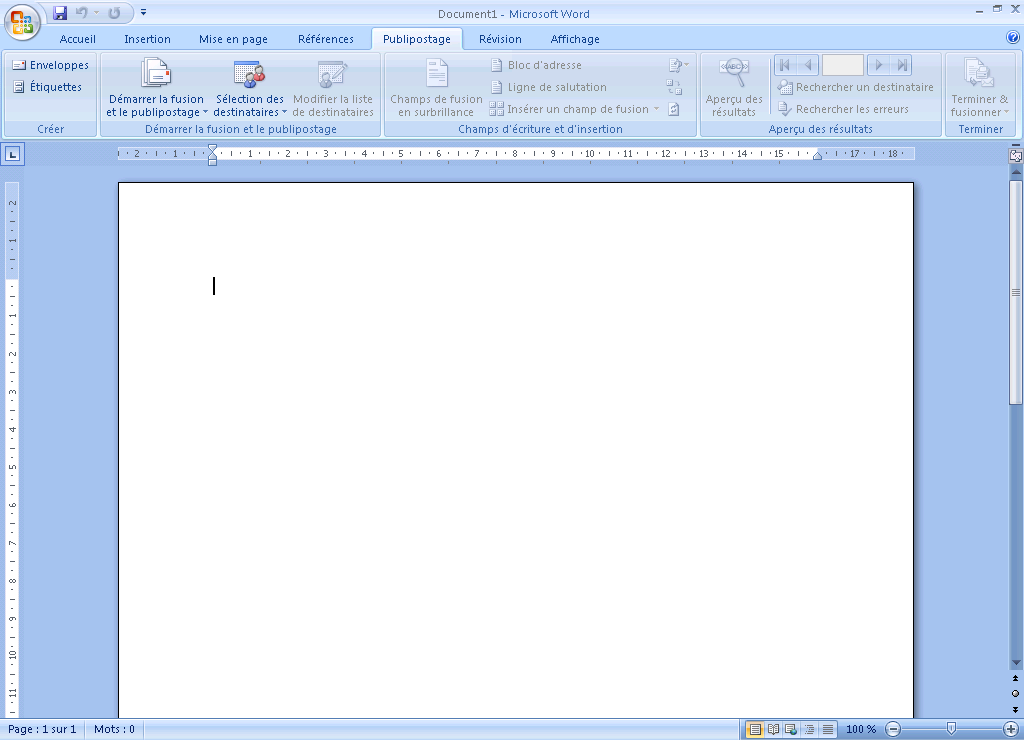 Document1 - Microsoft Word
Accueil Insertion Mise en page Références Publipostage Révision Affichage
Enveloppes
Étiquettes
Créer
Démarrer la fusion
et le publipostage
Sélection des
destinataires
Modifier la liste
de destinataires
Démarrer la fusion et le publipostage
Champs de fusion
en surbrillance
Bloc d'adresse
Ligne de salutation
Insérer un champ de fusion
Champs d'écriture et d'insertion
ABC
Aperçu des
résultats
Rechercher un destinataire
Rechercher les erreurs
Aperçu des résultats
Terminer &
fusionner
Terminer
2 1 1 2 3 4 5 6 7 8 9 10 11 12 13 14 15 17 18
2
1
1
2
3
4
5
6
7
8
9
10
11
Page : 1 sur 1 Mots : 0 100 %